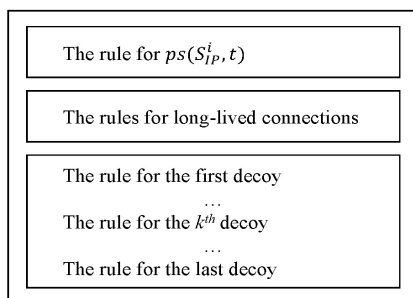 The rule for ps(S_{IP}^{i}, t)
The rules for long-lived connections
The rule for the first decoy
...
The rule for the k^{th} decoy
...
The rule for the last decoy